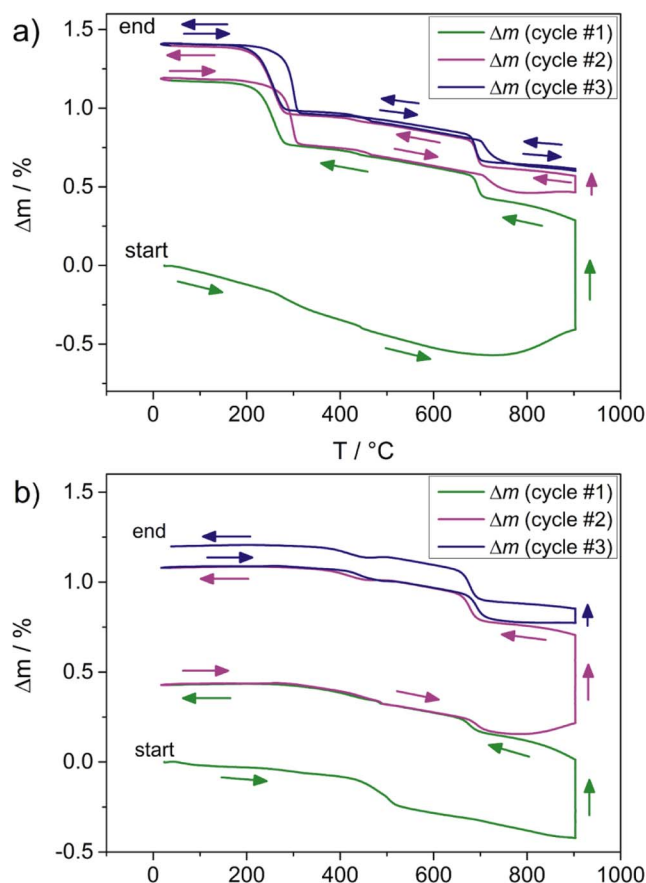 a)
end
start
Δm (cycle #1)
Δm (cycle #2)
Δm (cycle #3)
Δm / %
1.5
1.0
0.5
0.0
-0.5
0 200 400 600 800 1000
T / °C
b)
end
start
Δm (cycle #1)
Δm (cycle #2)
Δm (cycle #3)
Δm / %
1.5
1.0
0.5
0.0
-0.5
0 200 400 600 800 1000